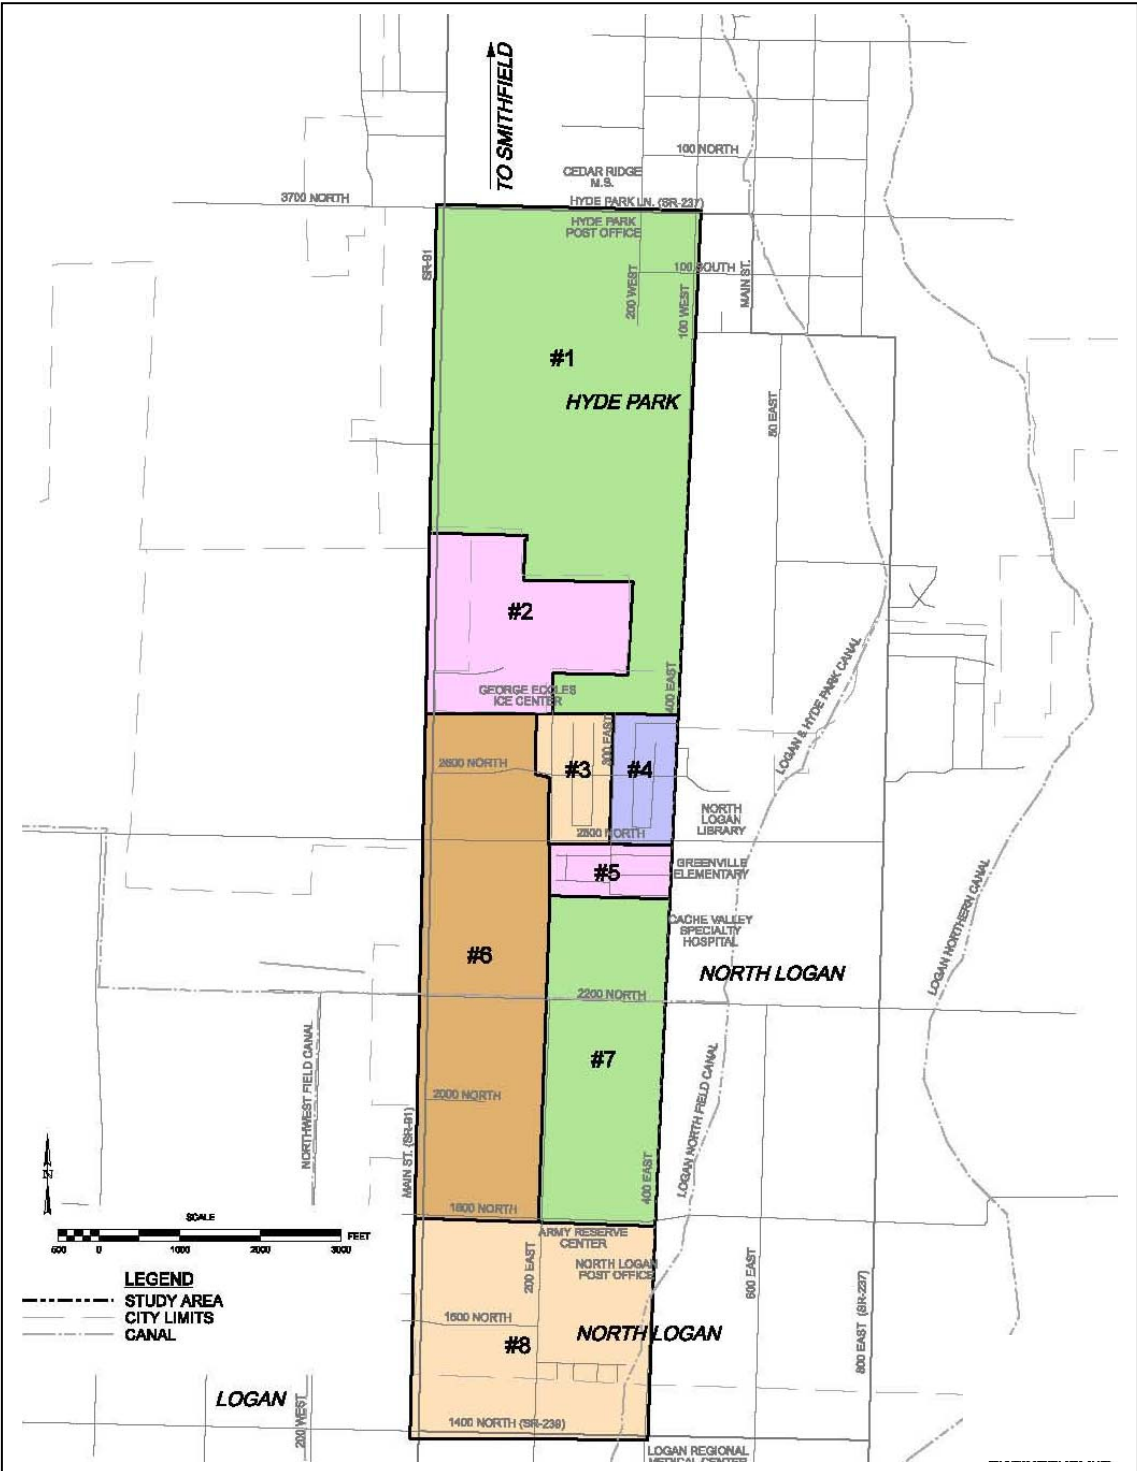 TO SMITHFIELD
100 NORTH
CEDAR RIDGE
M.S.
3700 NORTH
HYDE PARK LN. (SR-237)
HYDE PARK
POST OFFICE
SR-91
200 WEST
100 SOUTH
MAIN ST.
100 WEST
#1
HYDE PARK
80 EAST
#2
GEORGE ECCLES
ICE CENTER
400 EAST
LOGAN & HYDE PARK CANAL
300 EAST
2600 NORTH
#3
#4
NORTH
LOGAN
LIBRARY
2500 NORTH
#5
GREENVILLE
ELEMENTARY
CACHE VALLEY
SPECIALTY
HOSPITAL
LOGAN NORTHERN CANAL
#6
NORTH LOGAN
2200 NORTH
NORTHWEST FIELD CANAL
#7
2000 NORTH
LOGAN NORTH FIELD CANAL
MAIN ST. (SR-91)
400 EAST
N
1800 NORTH
SCALE
600 0 1000 2000 3000 FEET
ARMY RESERVE
CENTER
200 EAST
NORTH LOGAN
POST OFFICE
600 EAST
800 EAST (SR-237)
LEGEND
STUDY AREA
CITY LIMITS
CANAL
1600 NORTH
#8
NORTH LOGAN
LOGAN
200 WEST
1400 NORTH (SR-239)
LOGAN REGIONAL
MEDICAL CENTER